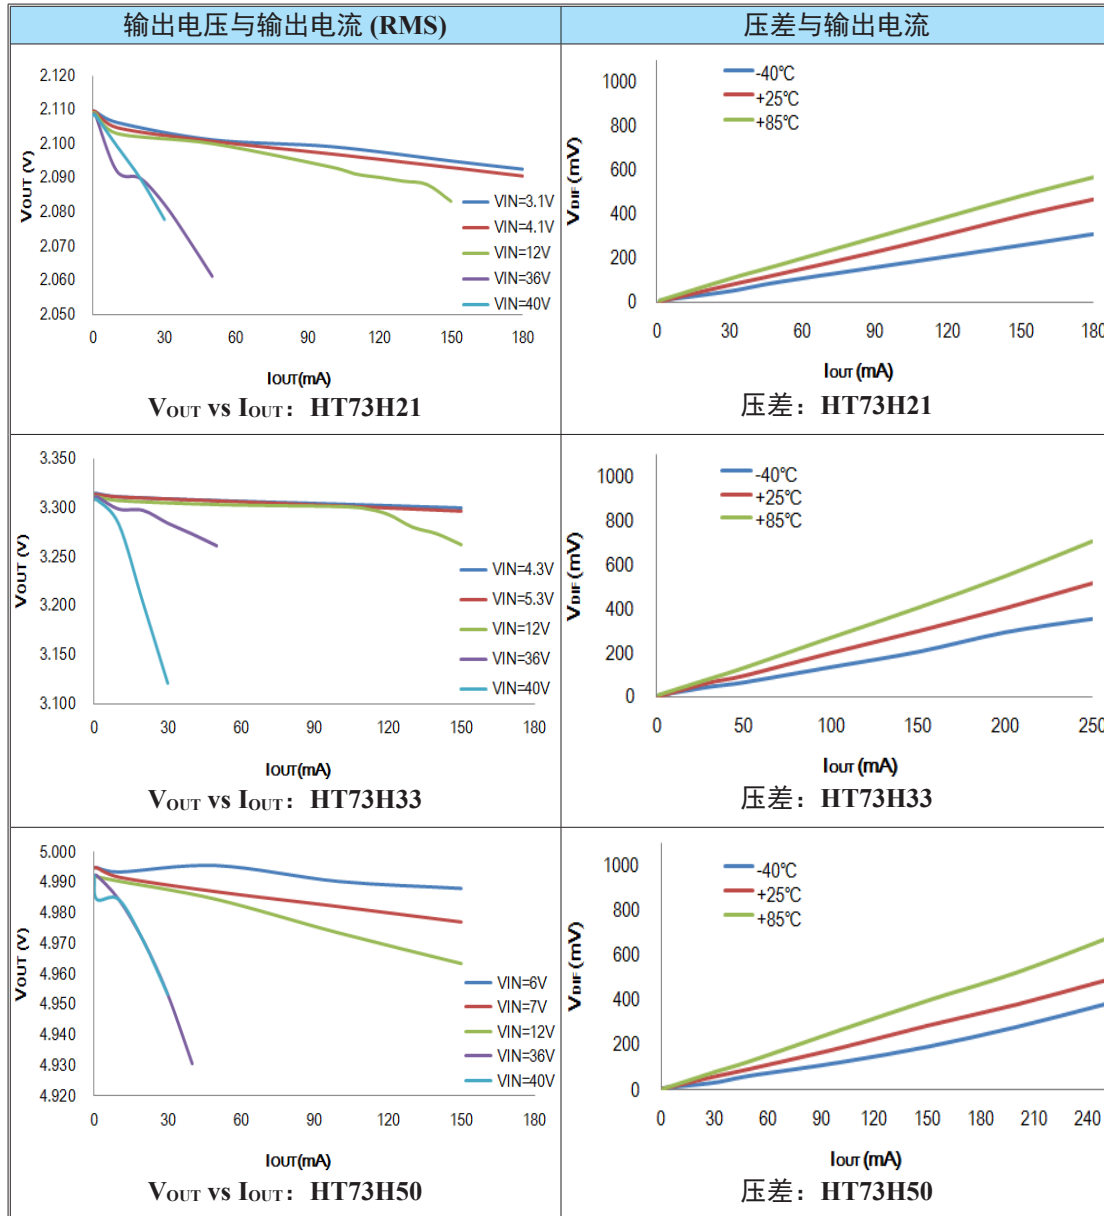 输出电压与输出电流 (RMS)
压差与输出电流
2.120
2.110
2.100
2.090
2.080
2.070
2.060
2.050
VOUT (V)
VIN=3.1V
VIN=4.1V
VIN=12V
VIN=36V
VIN=40V
0 30 60 90 120 150 180
IOUT(mA)
VOUT vs IOUT：HT73H21
1000
800
600
400
200
0
VDIF (mV)
-40℃
+25℃
+85℃
0 30 60 90 120 150 180
IOUT (mA)
压差：HT73H21
3.350
3.300
3.250
3.200
3.150
3.100
VOUT (V)
VIN=4.3V
VIN=5.3V
VIN=12V
VIN=36V
VIN=40V
0 30 60 90 120 150 180
IOUT(mA)
VOUT vs IOUT：HT73H33
1000
800
600
400
200
0
VDIF (mV)
-40℃
+25℃
+85℃
0 50 100 150 200 250
IOUT (mA)
压差：HT73H33
5.000
4.990
4.980
4.970
4.960
4.950
4.940
4.930
4.920
VOUT (V)
VIN=6V
VIN=7V
VIN=12V
VIN=36V
VIN=40V
0 30 60 90 120 150
IOUT(mA)
VOUT vs IOUT：HT73H50
1000
800
600
400
200
0
VDIF (mV)
-40℃
+25℃
+85℃
0 30 60 90 120 150 180 210 240
IOUT (mA)
压差：HT73H50